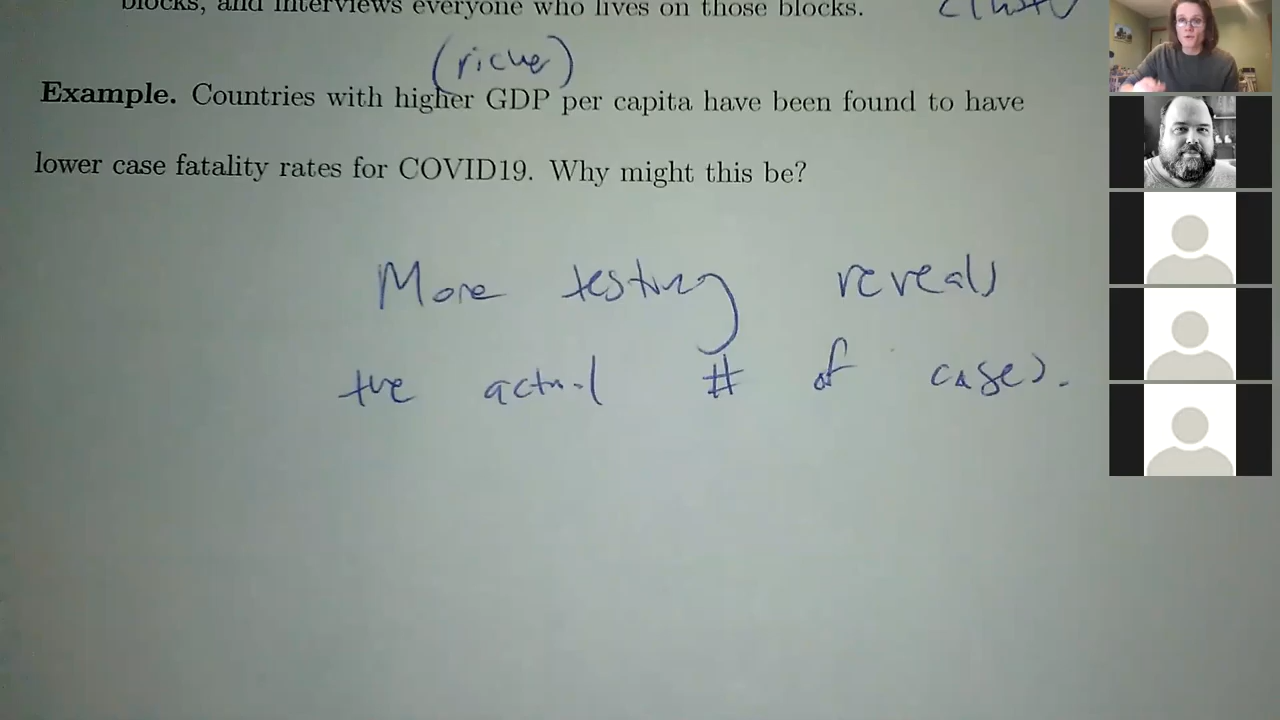 blocks, and interviews everyone who lives on those blocks.
(richer)
Example. Countries with higher GDP per capita have been found to have
lower case fatality rates for COVID19. Why might this be?
More testing reveals
the actual # of cases.